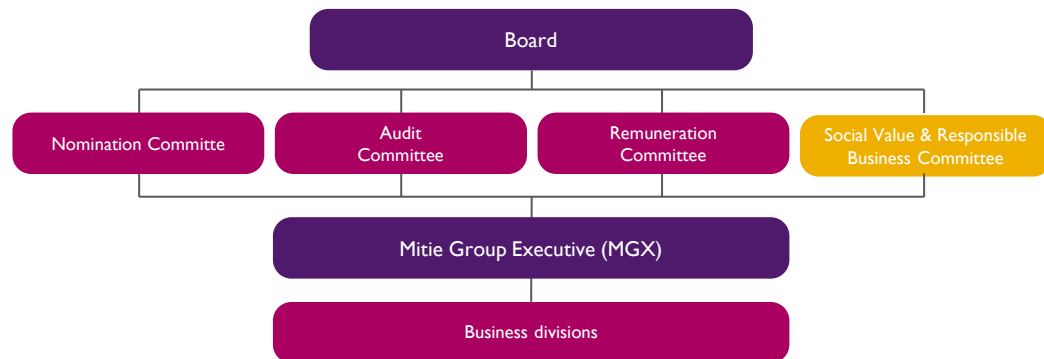 Board
Nomination Committe
Audit
Committee
Remuneration
Committee
Social Value & Responsible
Business Committee
Mitie Group Executive (MGX)
Business divisions